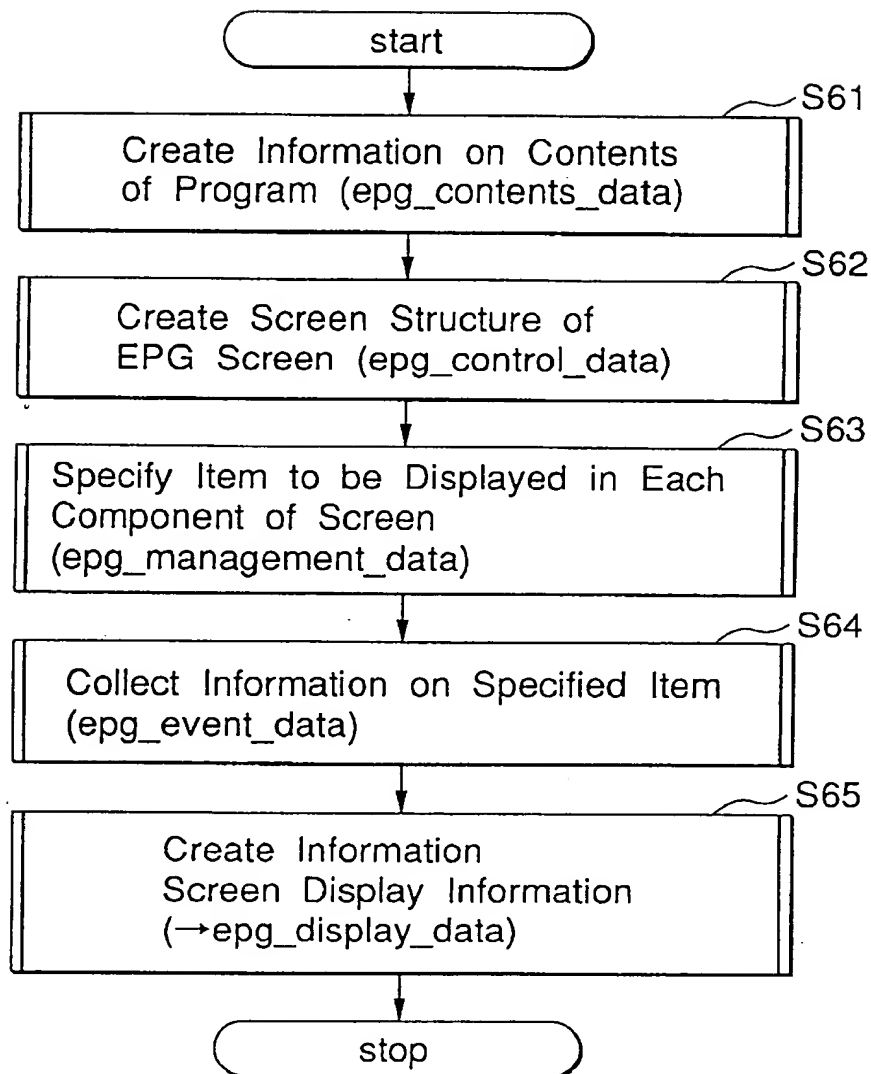 start
S61
Create Information on Contents
of Program (epg_contents_data)
S62
Create Screen Structure of
EPG Screen (epg_control_data)
S63
Specify Item to be Displayed in Each
Component of Screen
(epg_management_data)
S64
Collect Information on Specified Item
(epg_event_data)
S65
Create Information
Screen Display Information
(→epg_display_data)
stop